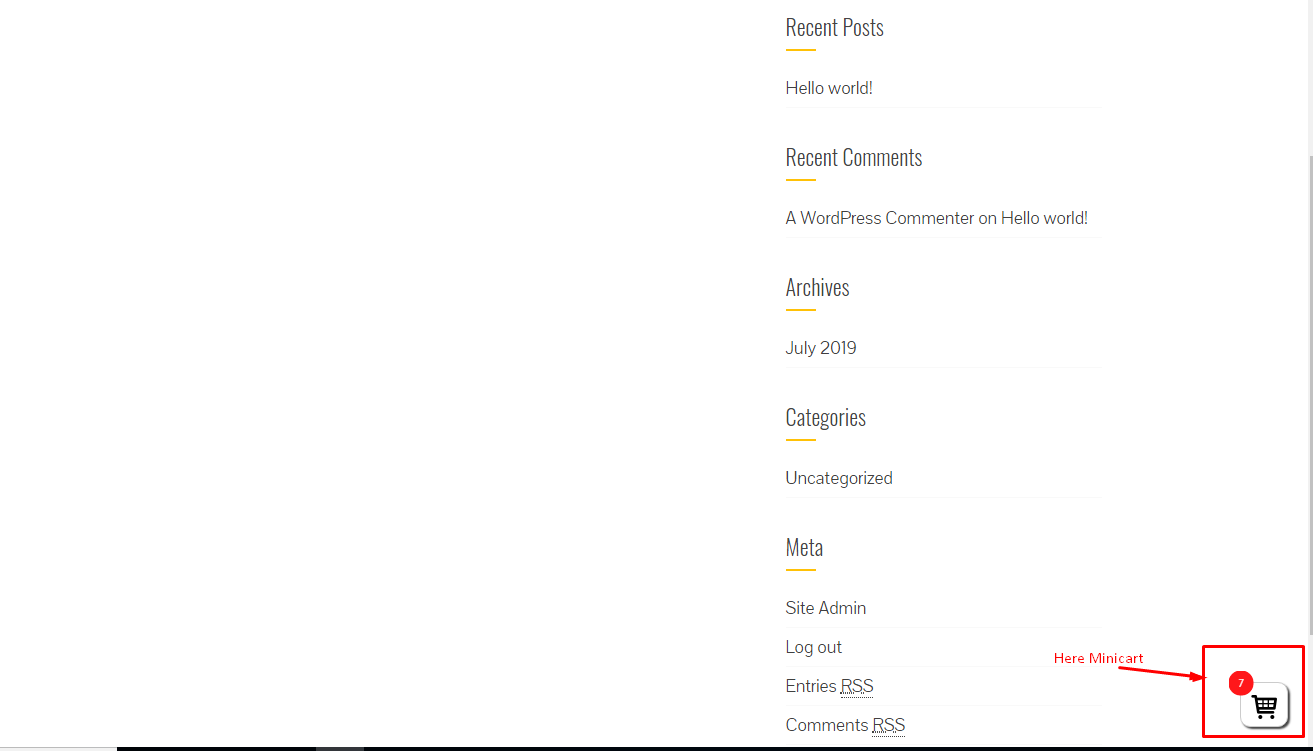 Recent Posts
Hello world!
Recent Comments
A WordPress Commenter on Hello world!
Archives
July 2019
Categories
Uncategorized
Meta
Site Admin
Log out
Here Minicart
7
Entries RSS
Comments RSS